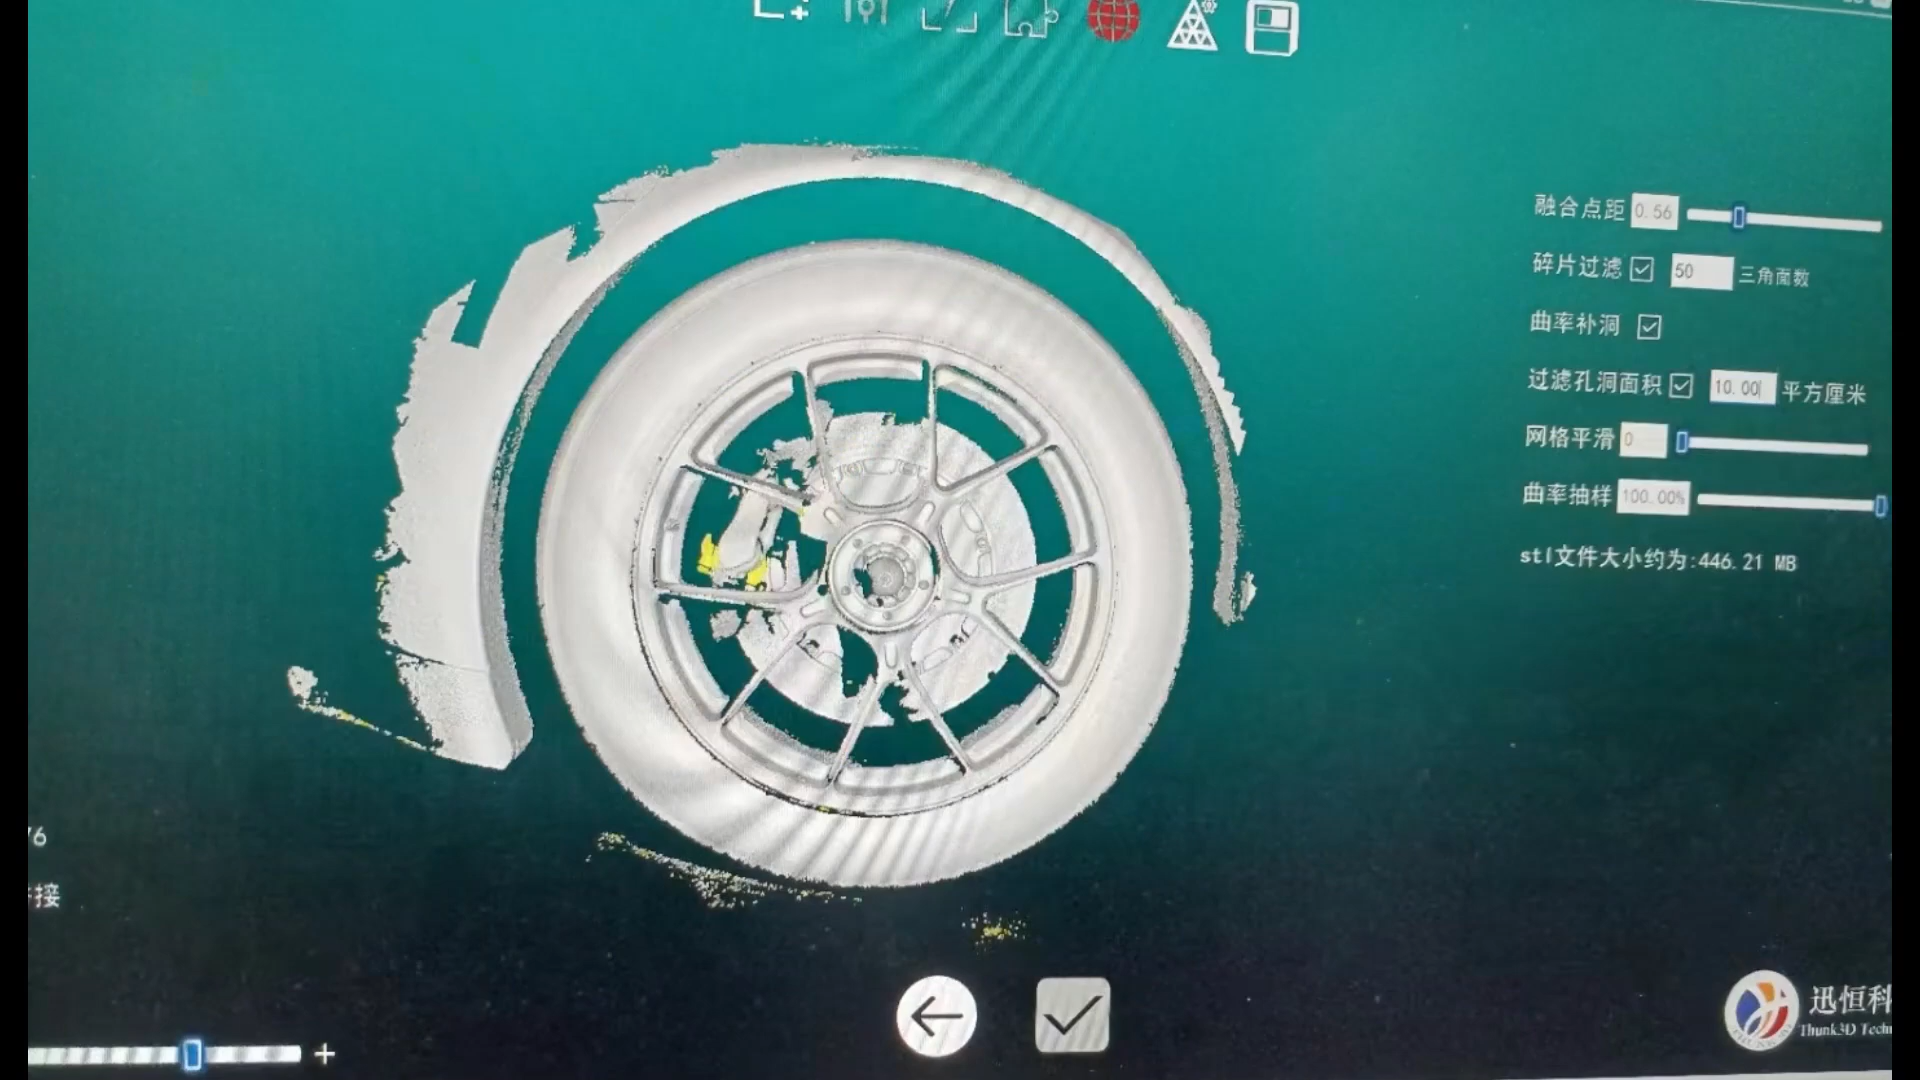 融合点距 0.56
碎片过滤 50 三角面数
曲率补洞
过滤孔洞面积 10.00 平方厘米
网格平滑 0
曲率抽样 100.00%
stl文件大小约为:446.21 MB
接
迅恒科
Thunk3D Techn